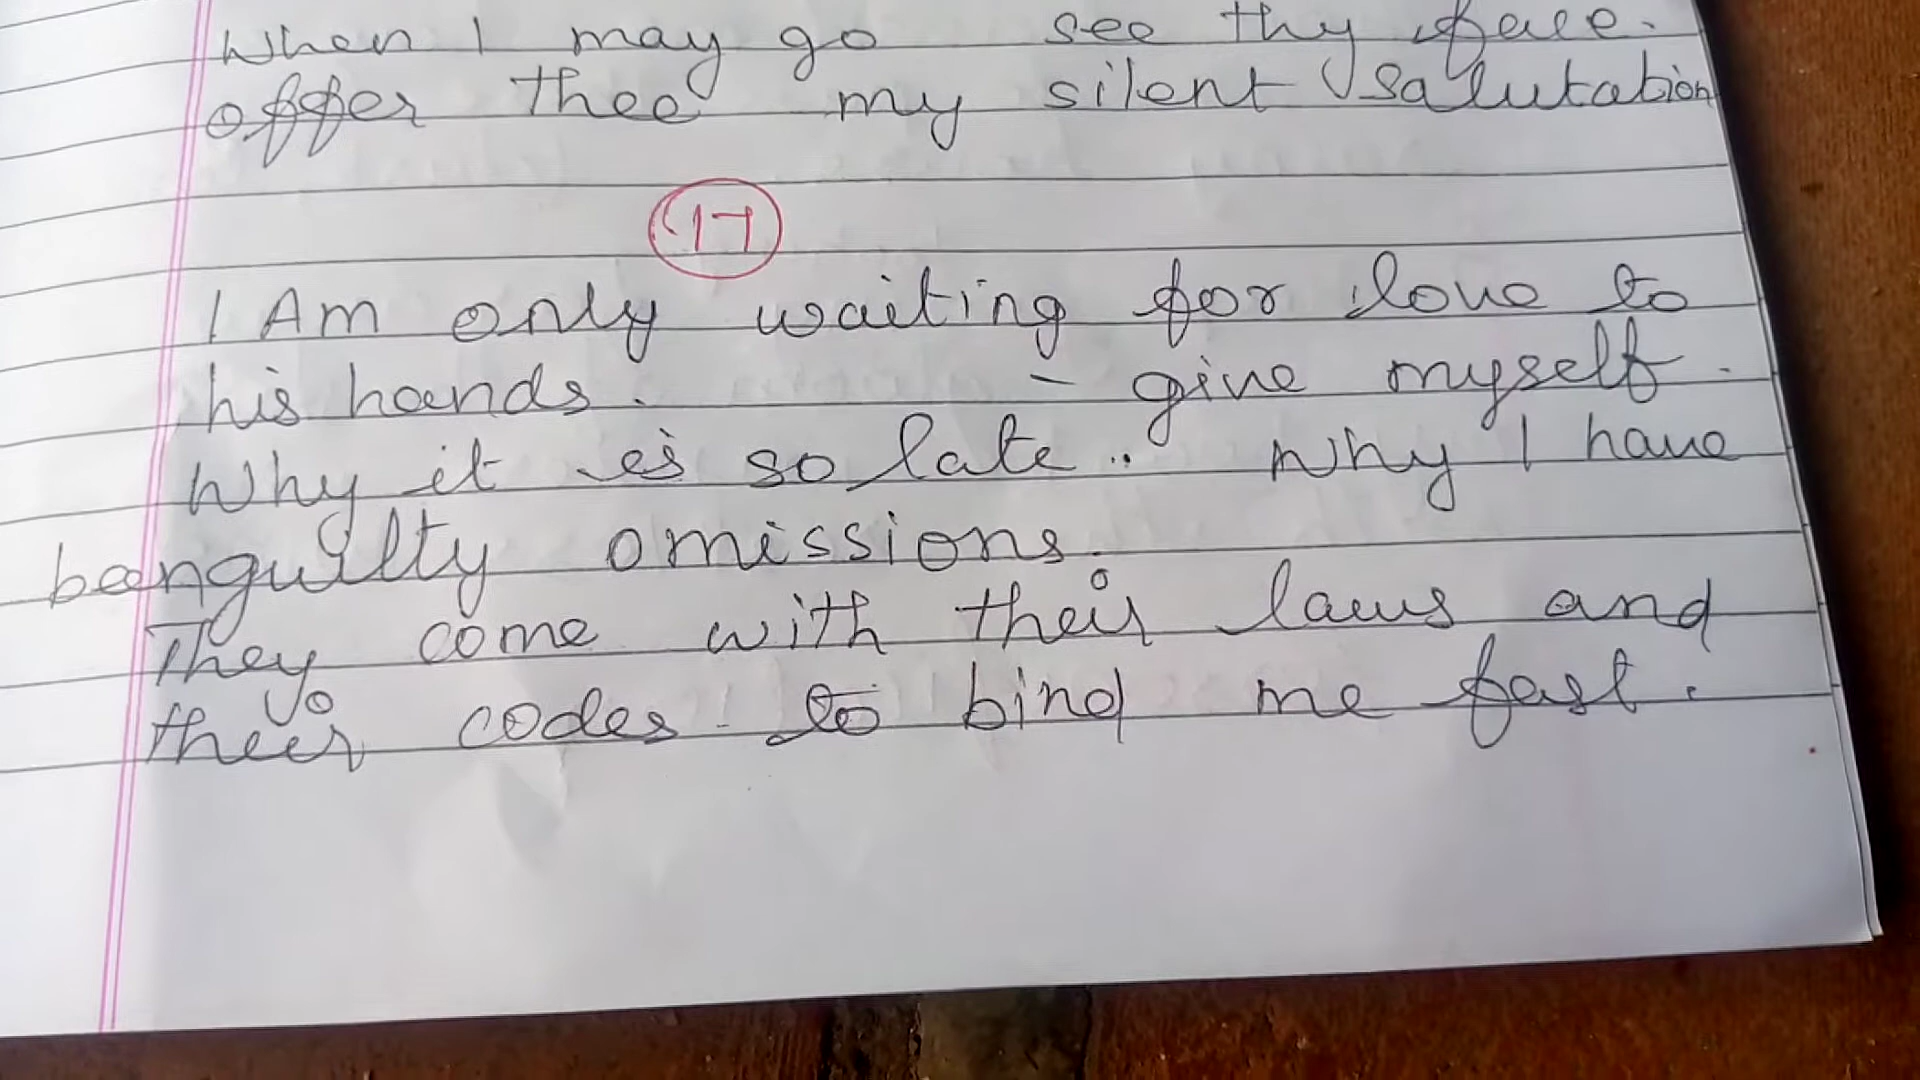 When I may go see thy face.
offer thee my silent salutation
17
I Am only waiting for love to
his hands. - give myself.
Why it is so late.. Why I have
beenguilty omissions.
They come with their laws and
their codes to bind me fast.